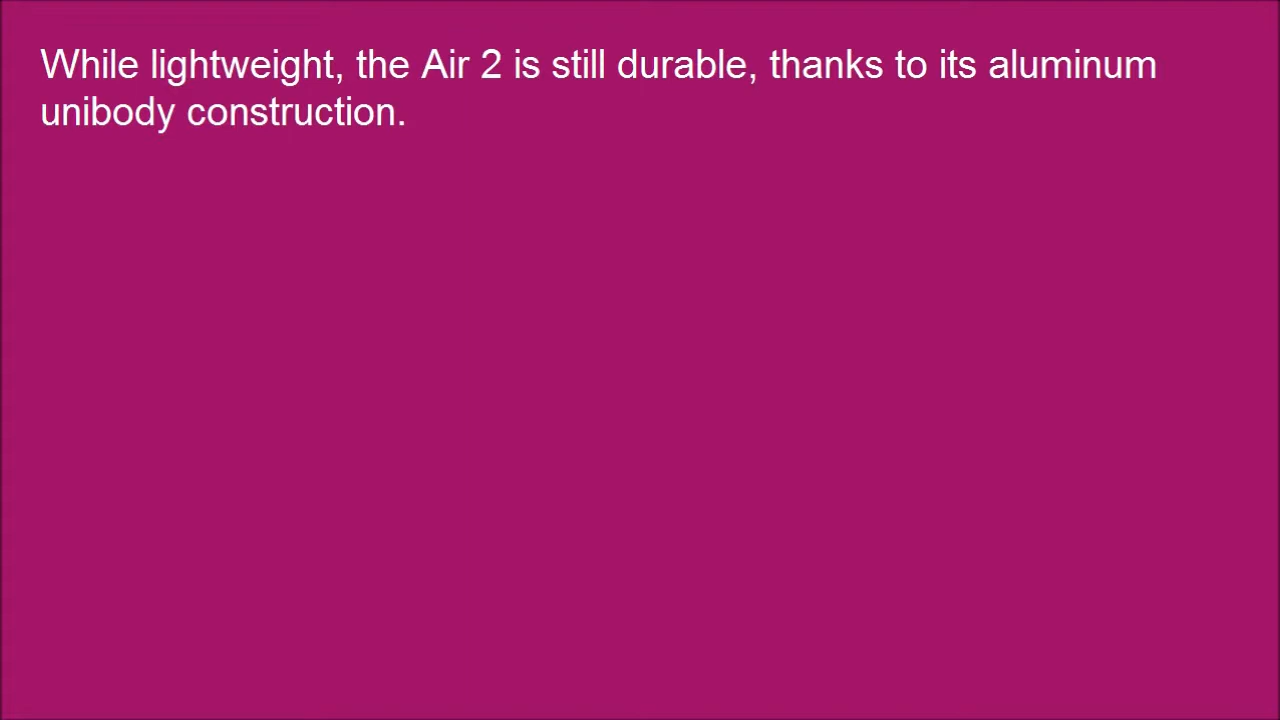 While lightweight, the Air 2 is still durable, thanks to its aluminum
unibody construction.